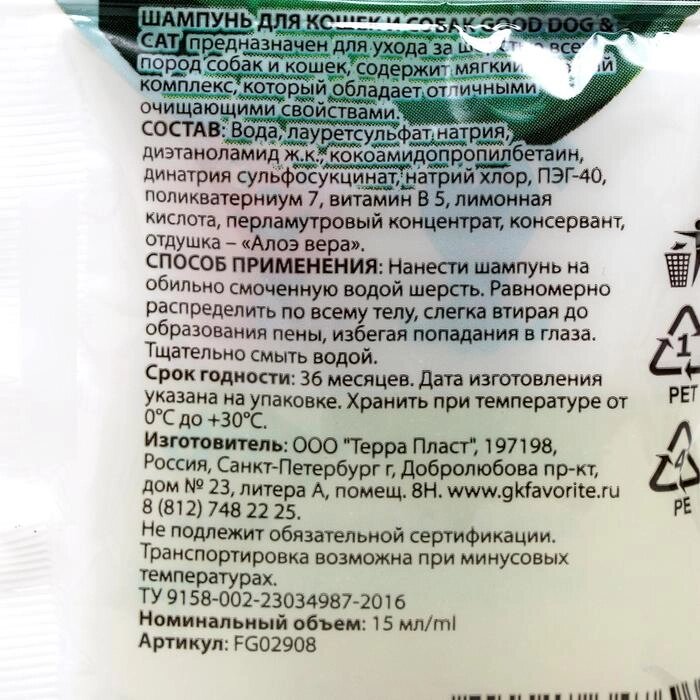 ШАМПУНЬ ДЛЯ КОШЕК И СОБАК GOOD DOG &
CAT предназначен для ухода за шерстью всех
пород собак и кошек, содержит мягкий
комплекс, который обладает отличными
очищающими свойствами.
СОСТАВ: Вода, лауретсульфат натрия,
диэтаноламид ж.к., кокоамидопропилбетаин,
динатрия сульфосукцинат, натрий хлор, ПЭГ-40,
поликватерниум 7, витамин В 5, лимонная
кислота, перламутровый концентрат, консервант,
отдушка – «Алоэ вера».
СПОСОБ ПРИМЕНЕНИЯ: Нанести шампунь на
обильно смоченную водой шерсть. Равномерно
распределить по всему телу, слегка втирая до
образования пены, избегая попадания в глаза.
Тщательно смыть водой.
Срок годности: 36 месяцев. Дата изготовления
указана на упаковке. Хранить при температуре от
0°С до +30°С.
Изготовитель: ООО "Терра Пласт", 197198,
Россия, Санкт-Петербург г, Добролюбова пр-кт,
дом № 23, литера А, помещ. 8Н. www.gkfavorite.ru
8 (812) 748 22 25.
Не подлежит обязательной сертификации.
Транспортировка возможна при минусовых
температурах.
ТУ 9158-002-23034987-2016
Номинальный объем: 15 мл/ml
Артикул: FG02908
1
PET
4
PE